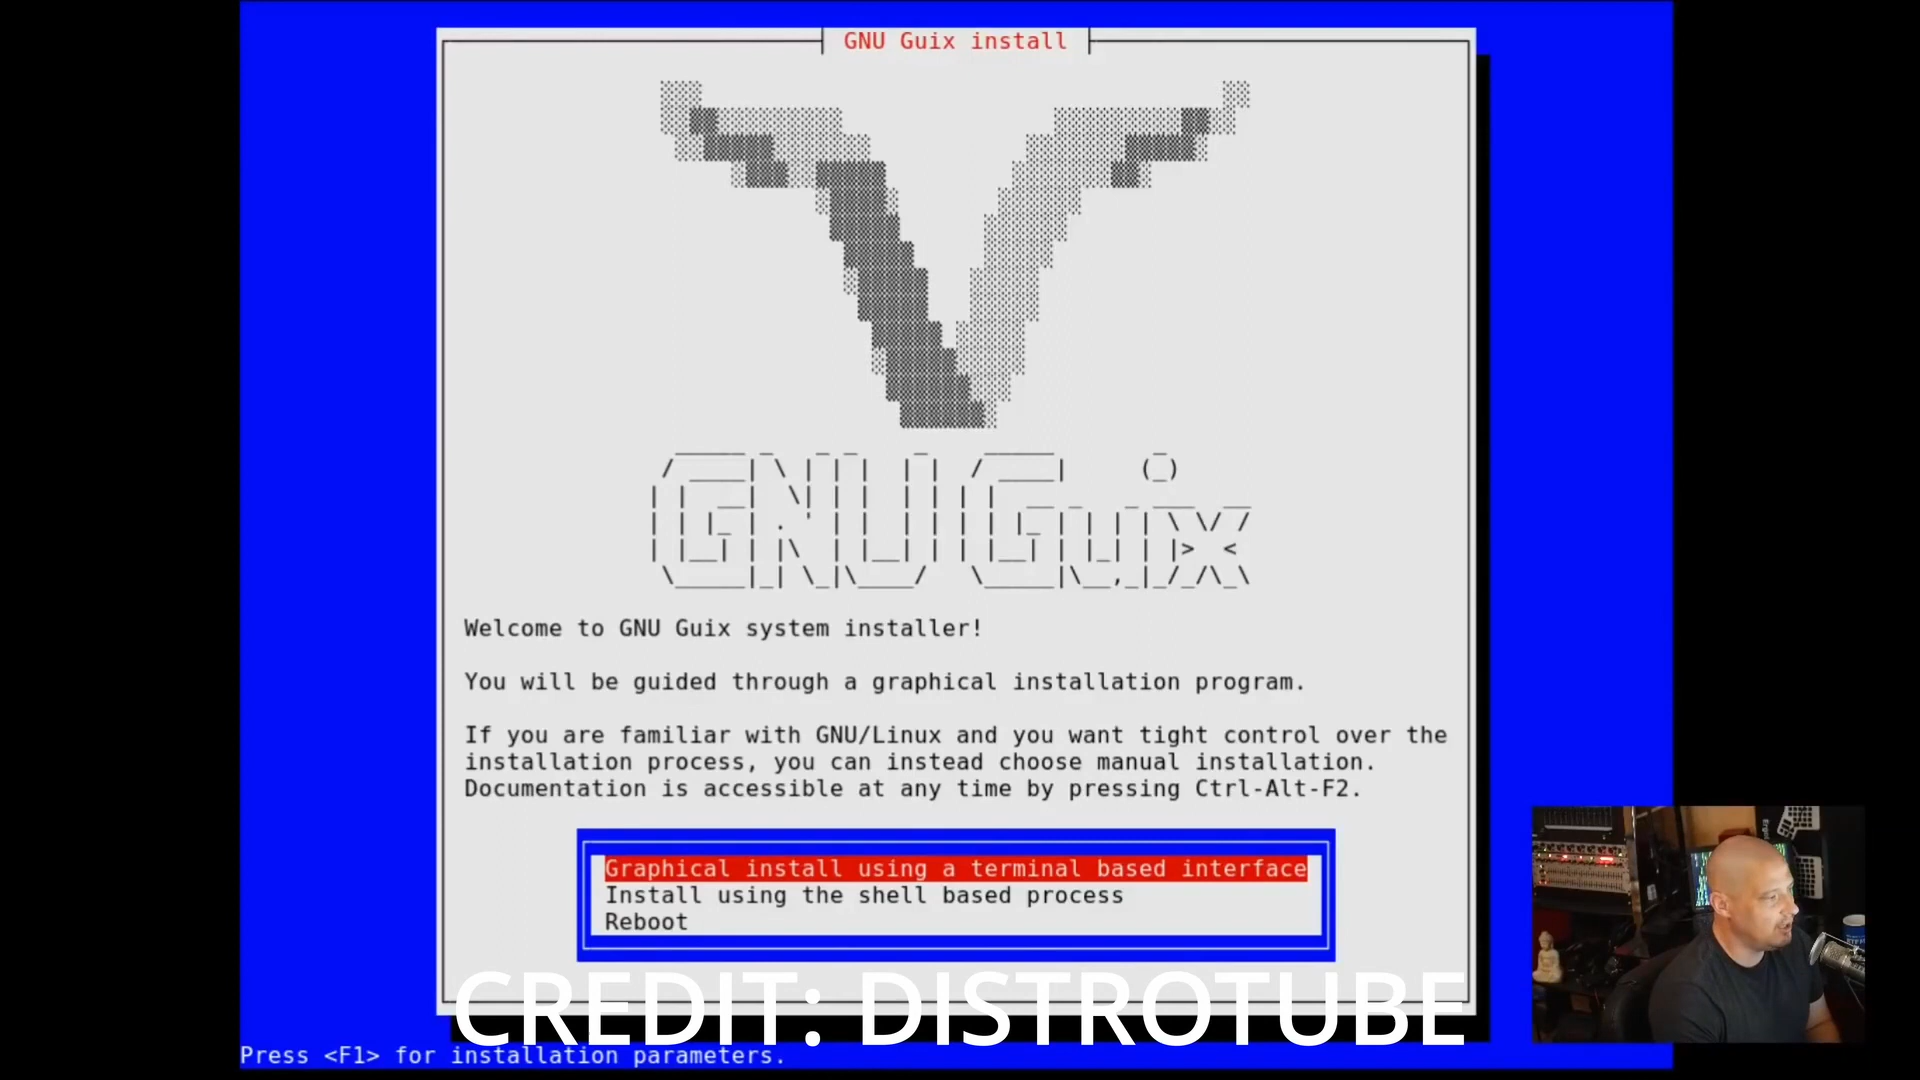 GNU Guix install
GNU Guix
Welcome to GNU Guix system installer!
You will be guided through a graphical installation program.
If you are familiar with GNU/Linux and you want tight control over the
installation process, you can instead choose manual installation.
Documentation is accessible at any time by pressing Ctrl-Alt-F2.
Graphical install using a terminal based interface
Install using the shell based process
Reboot
CREDIT: DISTROTUBE
Press <F1> for installation parameters.